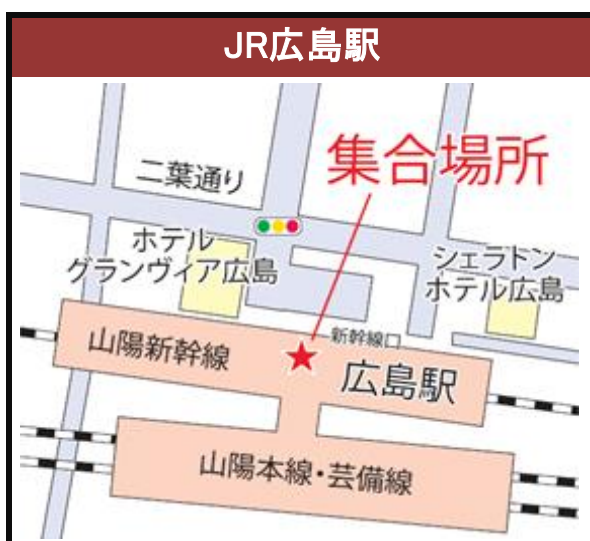 JR広島駅
集合場所
二葉通り
ホテル
グランヴィア広島
シェラトン
ホテル広島
新幹線口
山陽新幹線
広島駅
山陽本線・芸備線